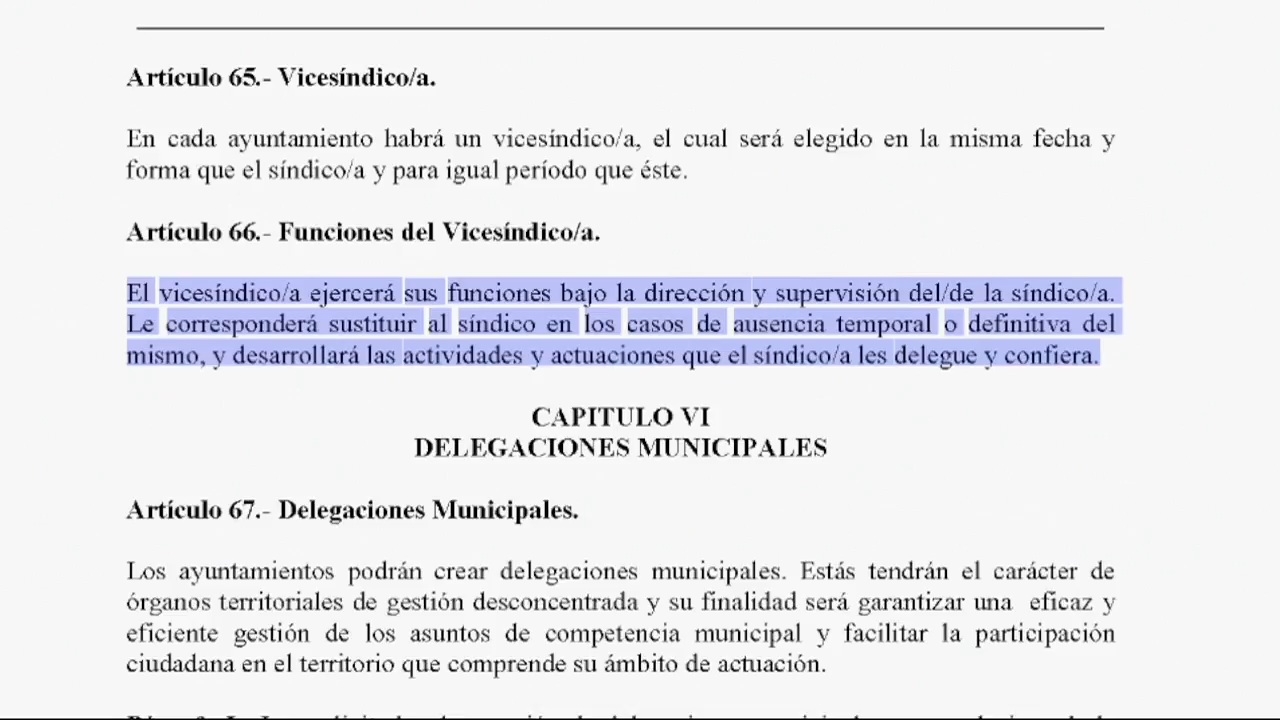 Artículo 65.- Vicesíndico/a.
En cada ayuntamiento habrá un vicesíndico/a, el cual será elegido en la misma fecha y
forma que el síndico/a y para igual período que éste.
Artículo 66.- Funciones del Vicesíndico/a.
El vicesíndico/a ejercerá sus funciones bajo la dirección y supervisión del/de la síndico/a.
Le corresponderá sustituir al síndico en los casos de ausencia temporal o definitiva del
mismo, y desarrollará las actividades y actuaciones que el síndico/a les delegue y confiera.
CAPITULO VI
DELEGACIONES MUNICIPALES
Artículo 67.- Delegaciones Municipales.
Los ayuntamientos podrán crear delegaciones municipales. Estás tendrán el carácter de
órganos territoriales de gestión desconcentrada y su finalidad será garantizar una eficaz y
eficiente gestión de los asuntos de competencia municipal y facilitar la participación
ciudadana en el territorio que comprende su ámbito de actuación.